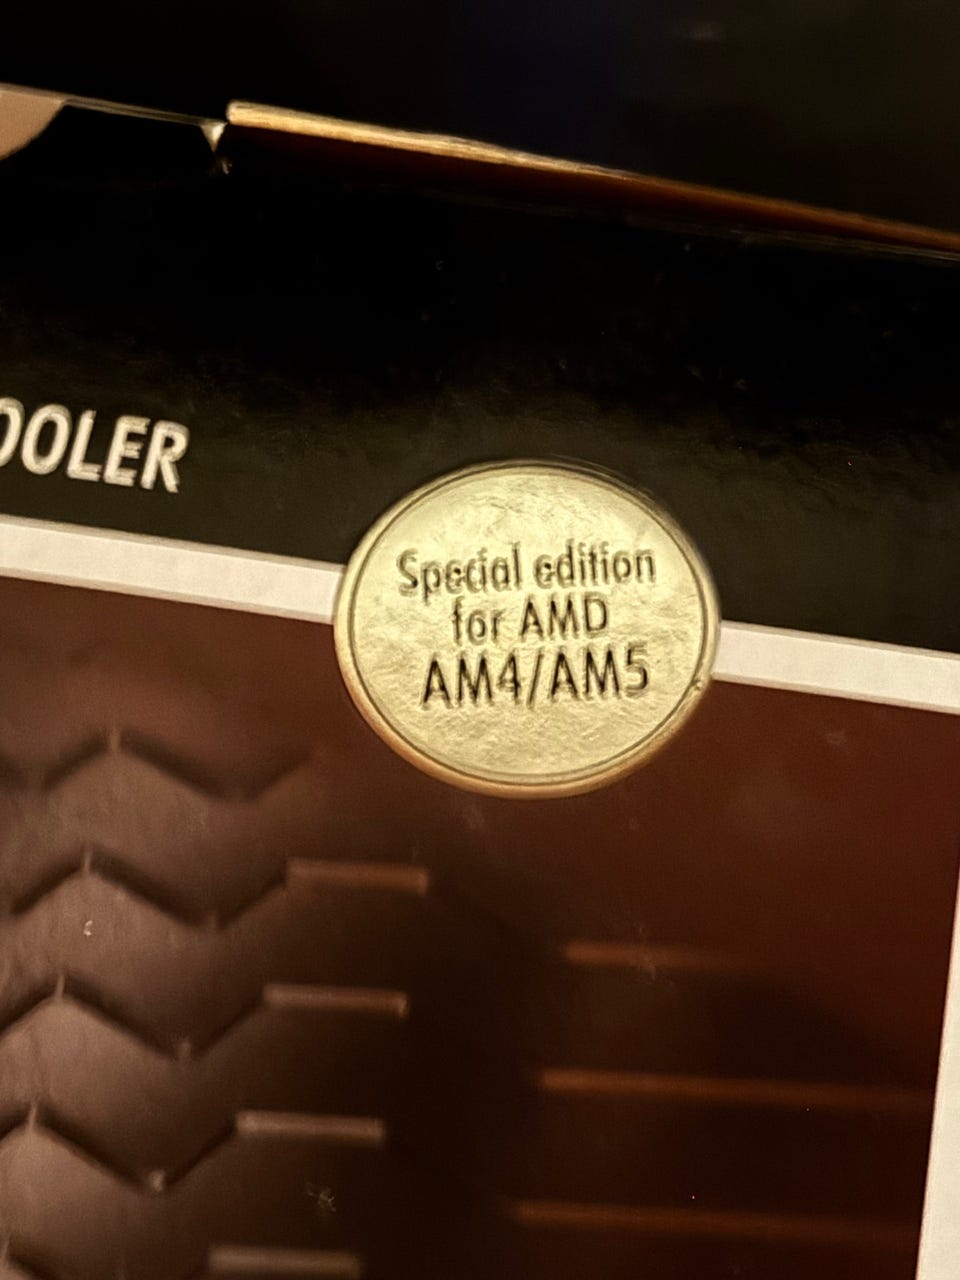 OOLER
Special edition
for AMD
AM4/AM5